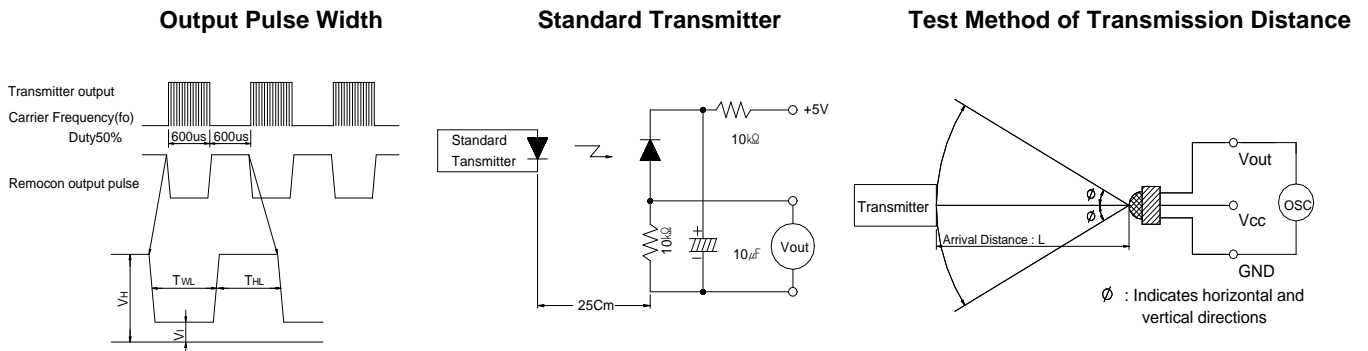 Output Pulse Width
Transmitter output
Carrier Frequency(fo)
Duty50%
600us 600us
Remocon output pulse
TWL THL
VH
VI
Standard Transmitter
+5V
10kΩ
Standard
Tansmitter
10kΩ
+
10μF
Vout
25Cm
Test Method of Transmission Distance
Vout
Transmitter
ϕ
ϕ
Vcc
OSC
Arrival Distance : L
GND
ϕ : Indicates horizontal and
vertical directions